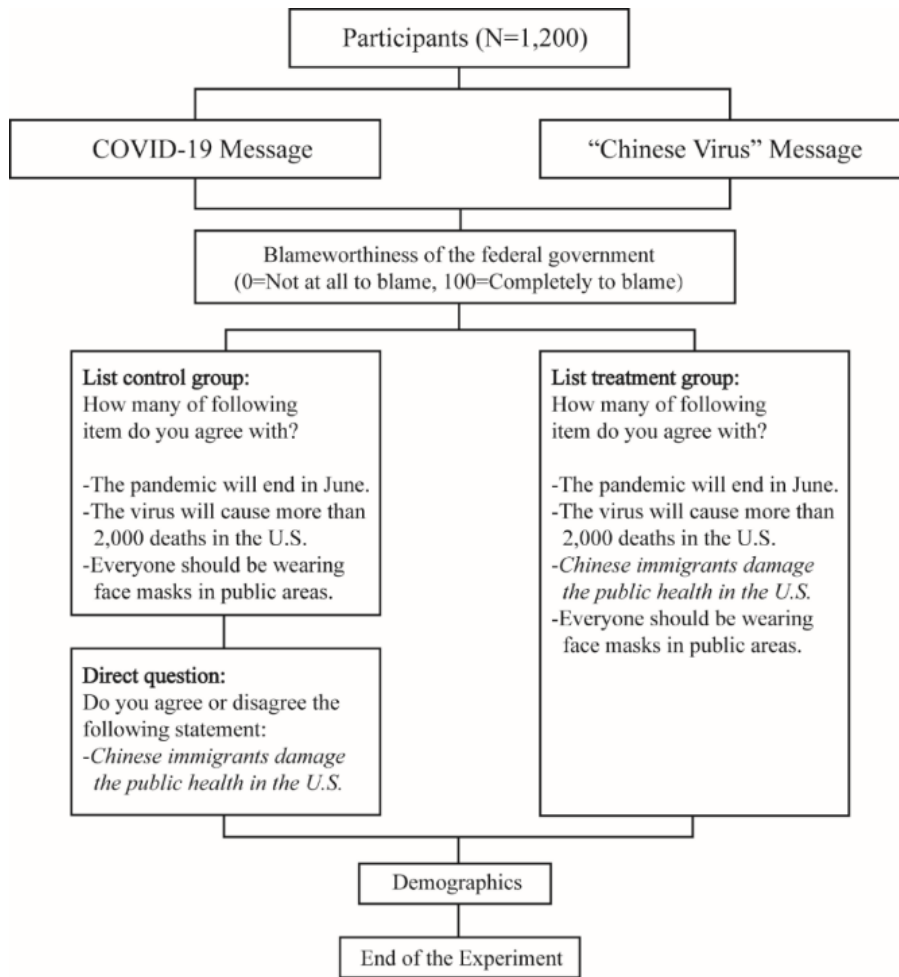 Participants (N=1,200)
COVID-19 Message
“Chinese Virus” Message
Blameworthiness of the federal government
(0=Not at all to blame, 100=Completely to blame)
List control group:
How many of following
item do you agree with?
-The pandemic will end in June.
-The virus will cause more than
2,000 deaths in the U.S.
-Everyone should be wearing
face masks in public areas.
List treatment group:
How many of following
item do you agree with?
-The pandemic will end in June.
-The virus will cause more than
2,000 deaths in the U.S.
-Chinese immigrants damage
the public health in the U.S.
-Everyone should be wearing
face masks in public areas.
Direct question:
Do you agree or disagree the
following statement:
-Chinese immigrants damage
the public health in the U.S.
Demographics
End of the Experiment